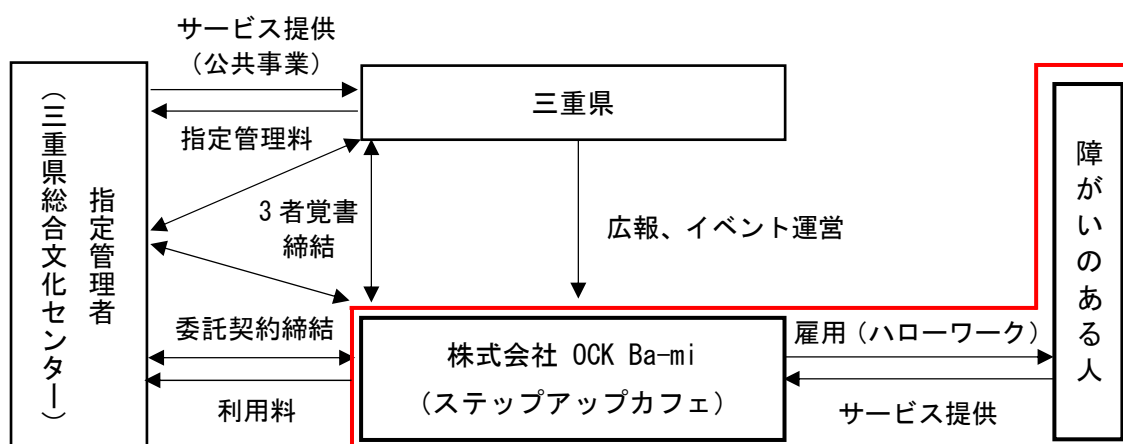 サービス提供
（公共事業）
指定管理者
（三重県総合文化センター）
三重県
指定管理料
3 者覚書
締結
広報、イベント運営
障がいのある人
委託契約締結
利用料
株式会社 OCK Ba-mi
（ステップアップカフェ）
雇用（ハローワーク）
サービス提供